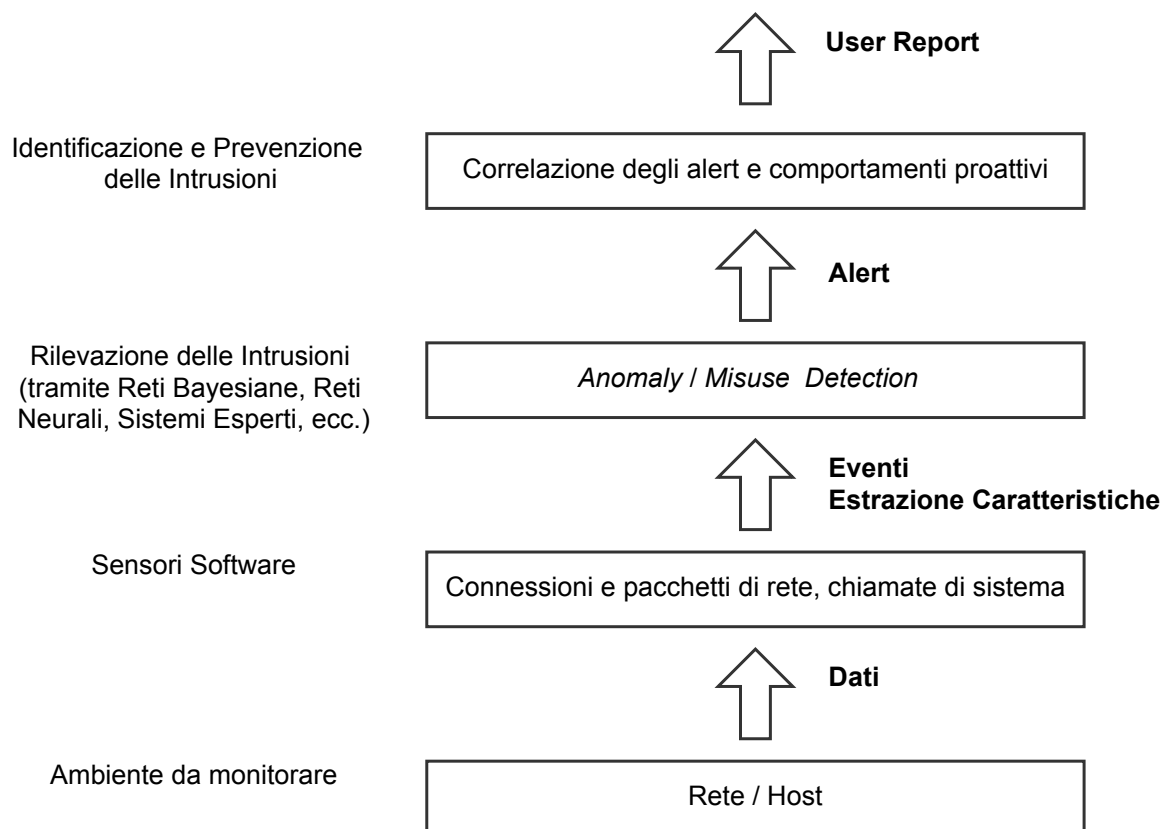 User Report
Identificazione e Prevenzione
delle Intrusioni
Correlazione degli alert e comportamenti proattivi
Alert
Rilevazione delle Intrusioni
(tramite Reti Bayesiane, Reti
Neurali, Sistemi Esperti, ecc.)
Anomaly / Misuse Detection
Eventi
Estrazione Caratteristiche
Sensori Software
Connessioni e pacchetti di rete, chiamate di sistema
Dati
Ambiente da monitorare
Rete / Host